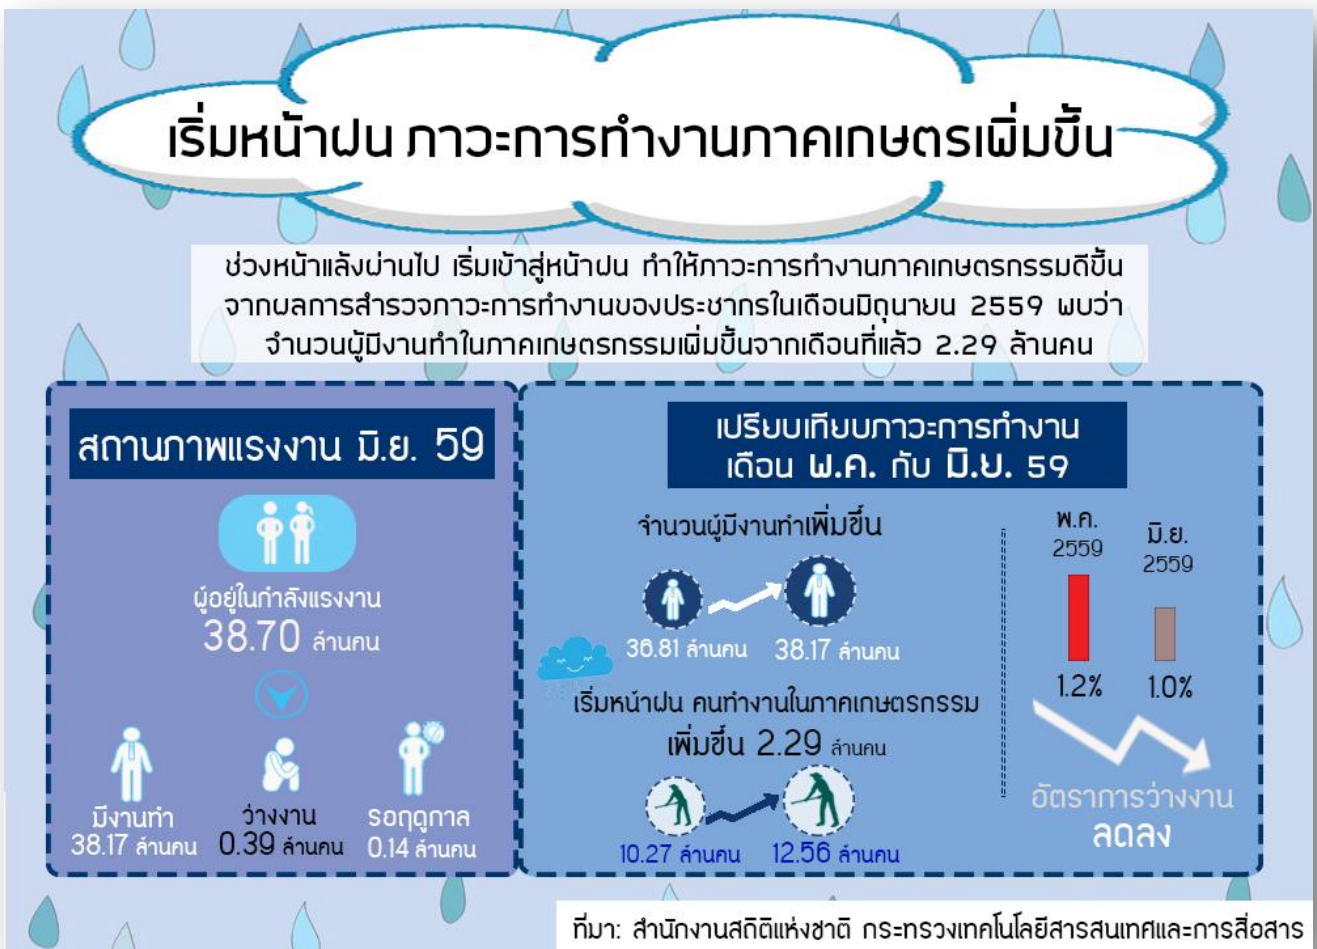 เริ่มหน้าฝน ภาวะการทำงานภาคเกษตรเพิ่มขึ้น
ช่วงหน้าแล้งผ่านไป เริ่มเข้าสู่หน้าฝน ทำให้ภาวะการทำงานภาคเกษตรกรรมดีขึ้น
จากผลการสำรวจภาวะการทำงานของประชากรในเดือนมิถุนายน 2559 พบว่า
จำนวนผู้มีงานทำในภาคเกษตรกรรมเพิ่มขึ้นจากเดือนที่แล้ว 2.29 ล้านคน
สถานภาพแรงงาน มิ.ย. 59
ผู้อยู่ในกำลังแรงงาน
38.70 ล้านคน
มีงานทำ
38.17 ล้านคน
ว่างงาน
0.39 ล้านคน
รอฤดูกาล
0.14 ล้านคน
เปรียบเทียบภาวะการทำงาน
เดือน พ.ค. กับ มิ.ย. 59
จำนวนผู้มีงานทำเพิ่มขึ้น
36.81 ล้านคน 38.17 ล้านคน
เริ่มหน้าฝน คนทำงานในภาคเกษตรกรรม
เพิ่มขึ้น 2.29 ล้านคน
10.27 ล้านคน 12.56 ล้านคน
พ.ค.
2559
มิ.ย.
2559
1.2% 1.0%
อัตราการว่างงาน
ลดลง
ที่มา: สำนักงานสถิติแห่งชาติ กระทรวงเทคโนโลยีสารสนเทศและการสื่อสาร